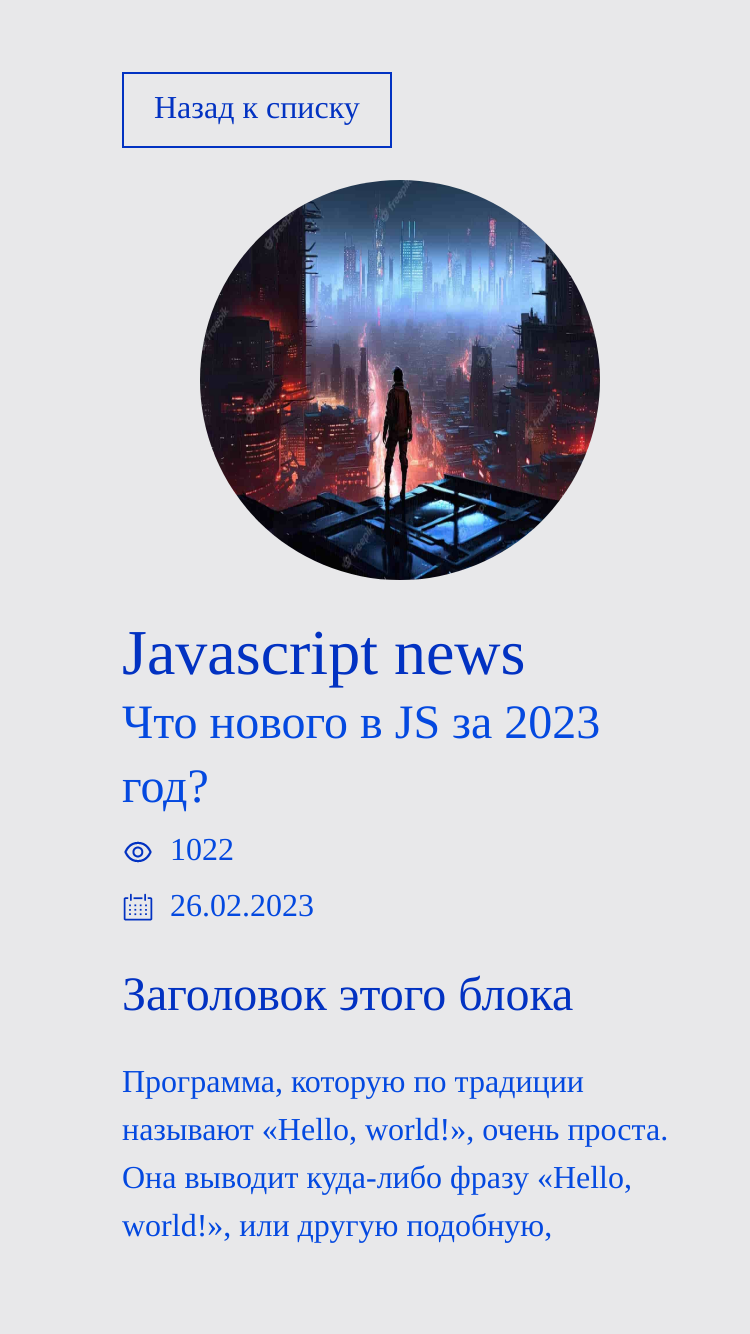 Назад к списку
Javascript news
Что нового в JS за 2023
год?
1022
26.02.2023
Заголовок этого блока
Программа, которую по традиции
называют «Hello, world!», очень проста.
Она выводит куда-либо фразу «Hello,
world!», или другую подобную,